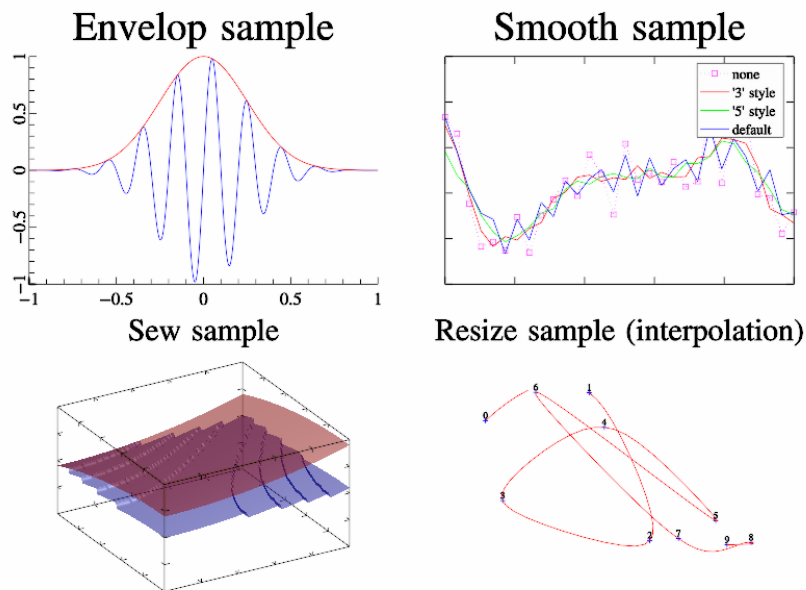 Envelop sample
Smooth sample
1
0.5
0
−0.5
−1
−1
−0.5
0
0.5
1
none
'3' style
'5' style
default
Sew sample
Resize sample (interpolation)
0
6
1
4
3
5
2
7
9
8